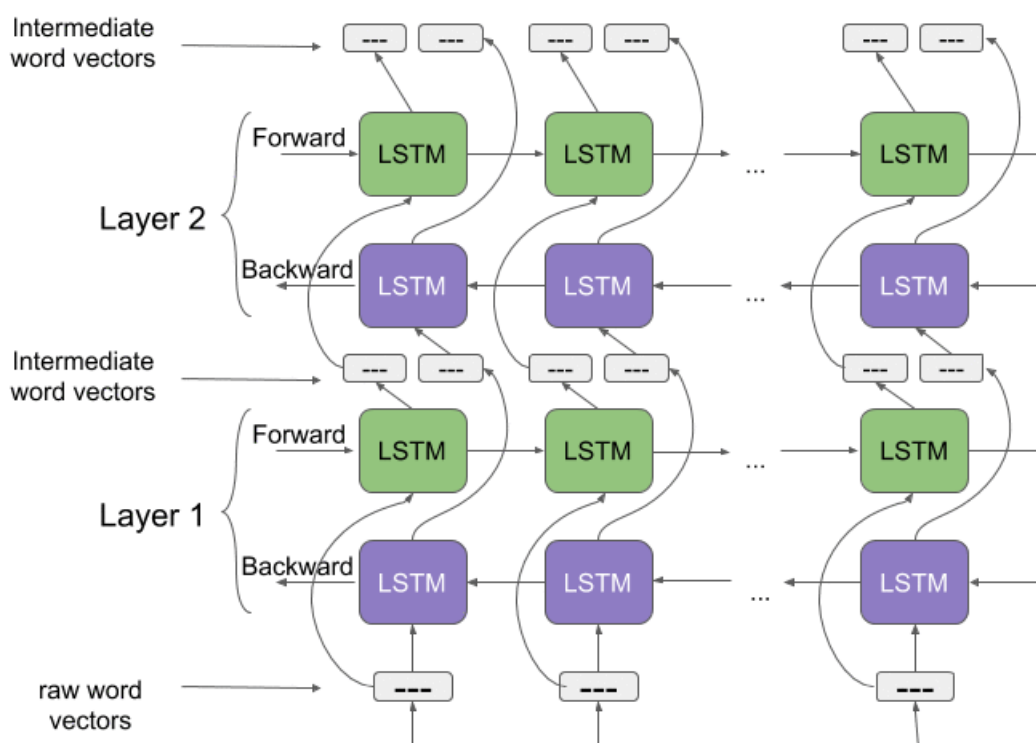 Intermediate
word vectors
--- --- --- --- --- ---
Forward
LSTM LSTM ... LSTM
Layer 2
Backward
LSTM LSTM ... LSTM
Intermediate
word vectors
--- --- --- --- --- ---
Forward
LSTM LSTM ... LSTM
Layer 1
Backward
LSTM LSTM ... LSTM
raw word
vectors
--- --- ---